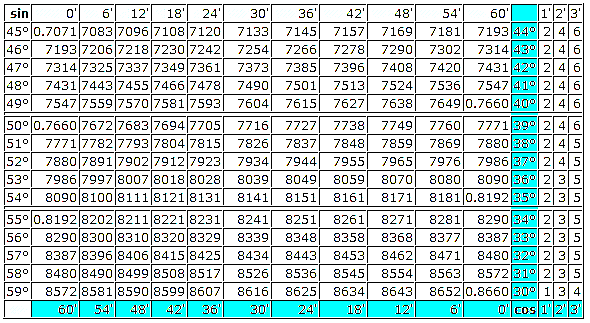 sin 0' 6' 12' 18' 24' 30' 36' 42' 48' 54' 60' 1' 2' 3'
45° 0.7071 7083 7096 7108 7120 7133 7145 7157 7169 7181 7193 44° 2 4 6
46° 7193 7206 7218 7230 7242 7254 7266 7278 7290 7302 7314 43° 2 4 6
47° 7314 7325 7337 7349 7361 7373 7385 7396 7408 7420 7431 42° 2 4 6
48° 7431 7443 7455 7466 7478 7490 7501 7513 7524 7536 7547 41° 2 4 6
49° 7547 7559 7570 7581 7593 7604 7615 7627 7638 7649 0.7660 40° 2 4 6
50° 0.7660 7672 7683 7694 7705 7716 7727 7738 7749 7760 7771 39° 2 4 6
51° 7771 7782 7793 7804 7815 7826 7837 7848 7859 7869 7880 38° 2 4 5
52° 7880 7891 7902 7912 7923 7934 7944 7955 7965 7976 7986 37° 2 4 5
53° 7986 7997 8007 8018 8028 8039 8049 8059 8070 8080 8090 36° 2 3 5
54° 8090 8100 8111 8121 8131 8141 8151 8161 8171 8181 0.8192 35° 2 3 5
55° 0.8192 8202 8211 8221 8231 8241 8251 8261 8271 8281 8290 34° 2 3 5
56° 8290 8300 8310 8320 8329 8339 8348 8358 8368 8377 8387 33° 2 3 5
57° 8387 8396 8406 8415 8425 8434 8443 8453 8462 8471 8480 32° 2 3 5
58° 8480 8490 8499 8508 8517 8526 8536 8545 8554 8563 8572 31° 2 3 5
59° 8572 8581 8590 8599 8607 8616 8625 8634 8643 8652 0.8660 30° 1 3 4
60' 54' 48' 42' 36' 30' 24' 18' 12' 6' 0' cos 1' 2' 3'